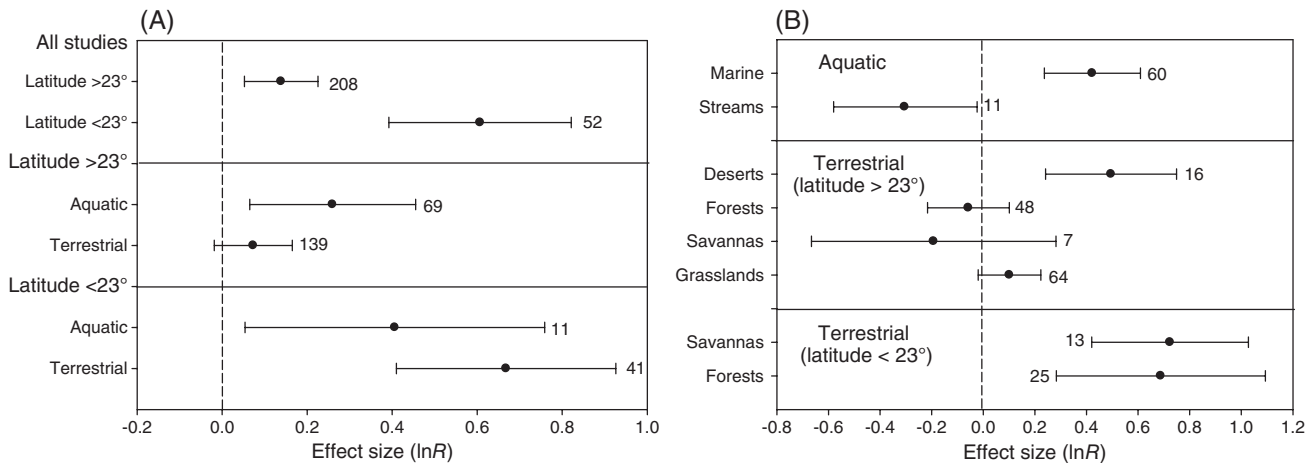 (A)
All studies
Latitude >23°
208
Latitude <23°
52
Latitude >23°
Aquatic
69
Terrestrial
139
Latitude <23°
Aquatic
11
Terrestrial
41
-0.2 0.0 0.2 0.4 0.6 0.8 1.0
Effect size (lnR)
(B)
Aquatic
Marine
60
Streams
11
Terrestrial
(latitude > 23°)
Deserts
16
Forests
48
Savannas
7
Grasslands
64
Terrestrial
(latitude < 23°)
Savannas
13
Forests
25
-0.8 -0.6 -0.4 -0.2 0.0 0.2 0.4 0.6 0.8 1.0 1.2
Effect size (lnR)